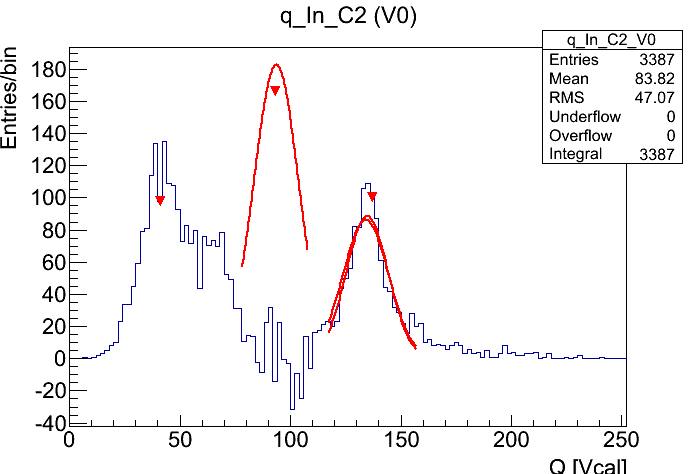 q_In_C2 (V0)
q_In_C2_V0
Entries 3387
Mean 83.82
RMS 47.07
Underflow 0
Overflow 0
Integral 3387
Entries/bin
180
160
140
120
100
80
60
40
20
0
-20
-40
0 50 100 150 200 250
Q [Vcal]